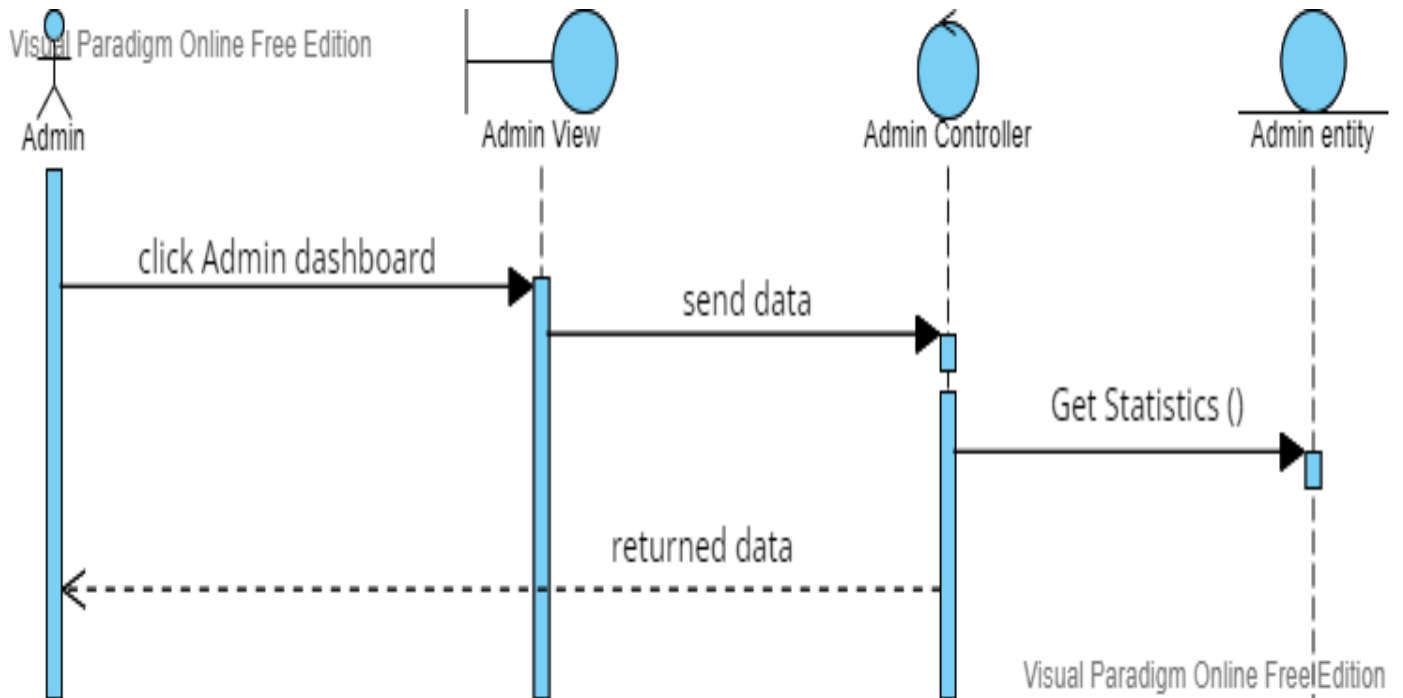 Visual Paradigm Online Free Edition
Admin
Admin View
Admin Controller
Admin entity
click Admin dashboard
send data
Get Statistics ()
returned data
Visual Paradigm Online Free Edition